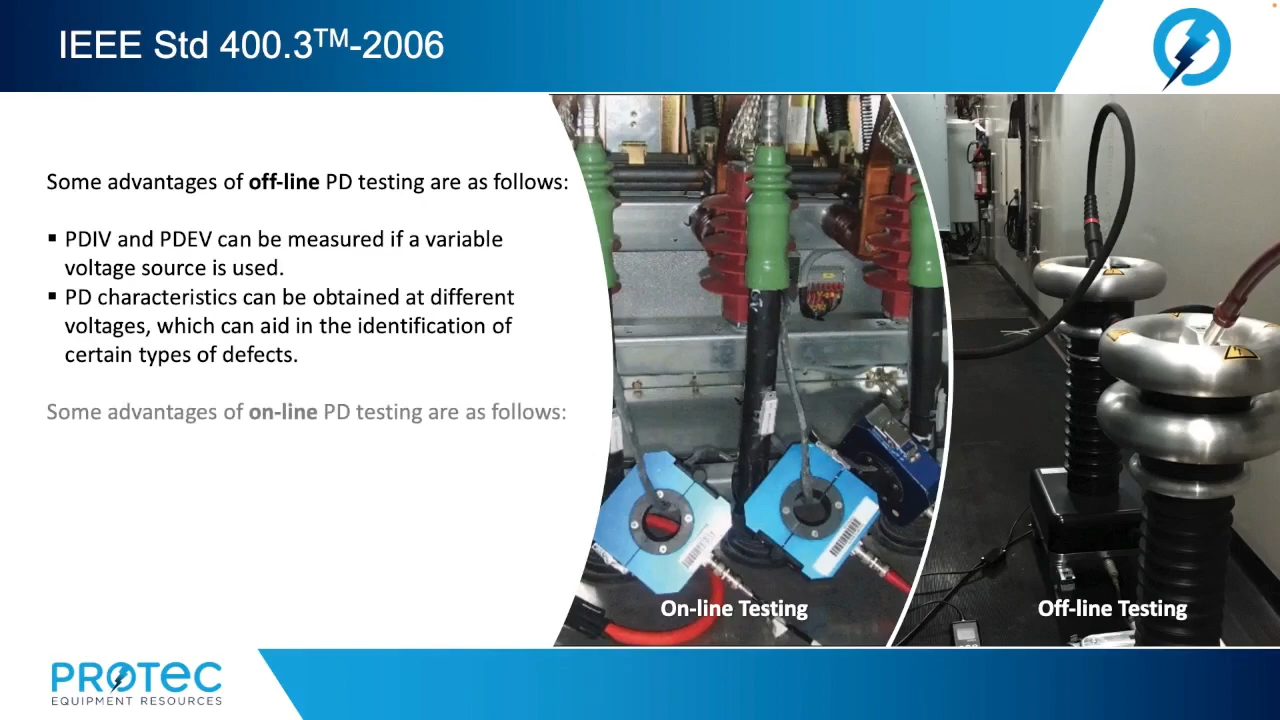 IEEE Std 400.3™-2006
Some advantages of off-line PD testing are as follows:
▪ PDIV and PDEV can be measured if a variable
voltage source is used.
▪ PD characteristics can be obtained at different
voltages, which can aid in the identification of
certain types of defects.
Some advantages of on-line PD testing are as follows:
On-line Testing
Off-line Testing
PROTEC
EQUIPMENT RESOURCES